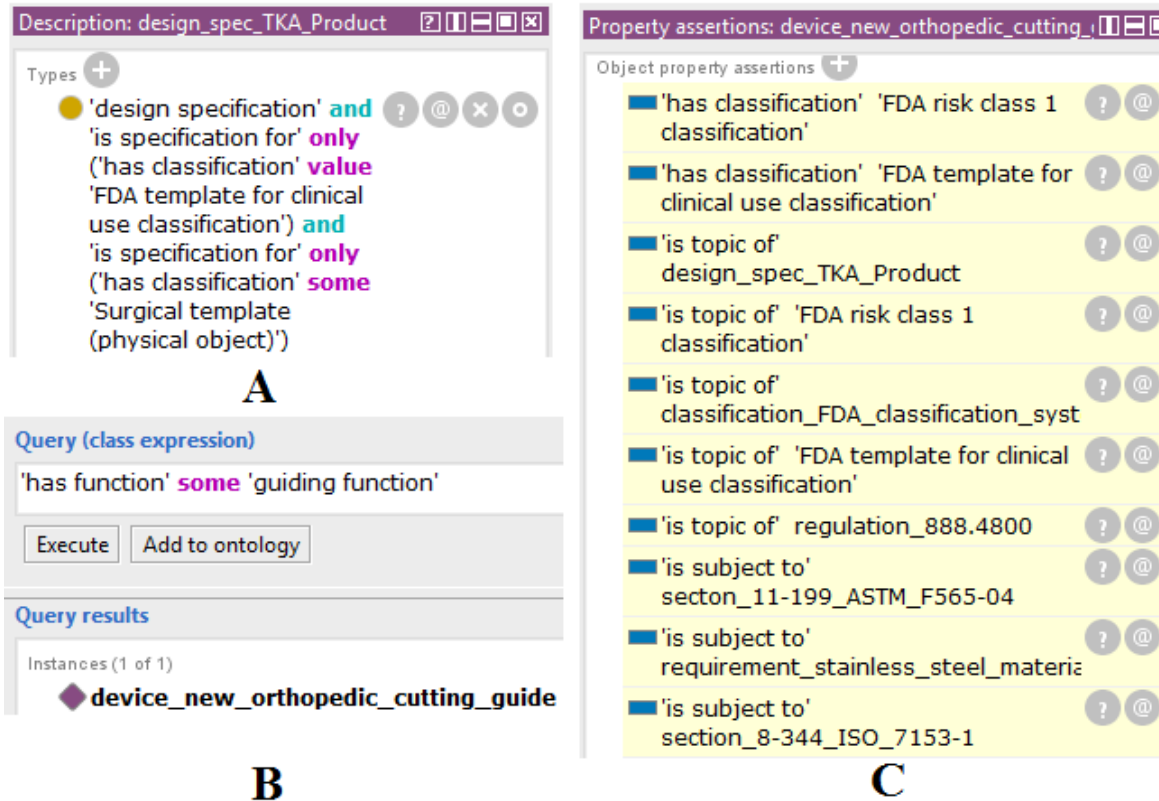 Description: design_spec_TKA_Product
Types
'design specification' and
'is specification for' only
('has classification' value
'FDA template for clinical
use classification') and
'is specification for' only
('has classification' some
'Surgical template
(physical object)')
A
Query (class expression)
'has function' some 'guiding function'
Execute Add to ontology
Query results
Instances (1 of 1)
device_new_orthopedic_cutting_guide
B
Property assertions: device_new_orthopedic_cutting_
Object property assertions
'has classification' 'FDA risk class 1
classification'
'has classification' 'FDA template for
clinical use classification'
'is topic of'
design_spec_TKA_Product
'is topic of' 'FDA risk class 1
classification'
'is topic of'
classification_FDA_classification_syst
'is topic of' 'FDA template for clinical
use classification'
'is topic of' regulation_888.4800
'is subject to'
secton_11-199_ASTM_F565-04
'is subject to'
requirement_stainless_steel_materia
'is subject to'
section_8-344_ISO_7153-1
C